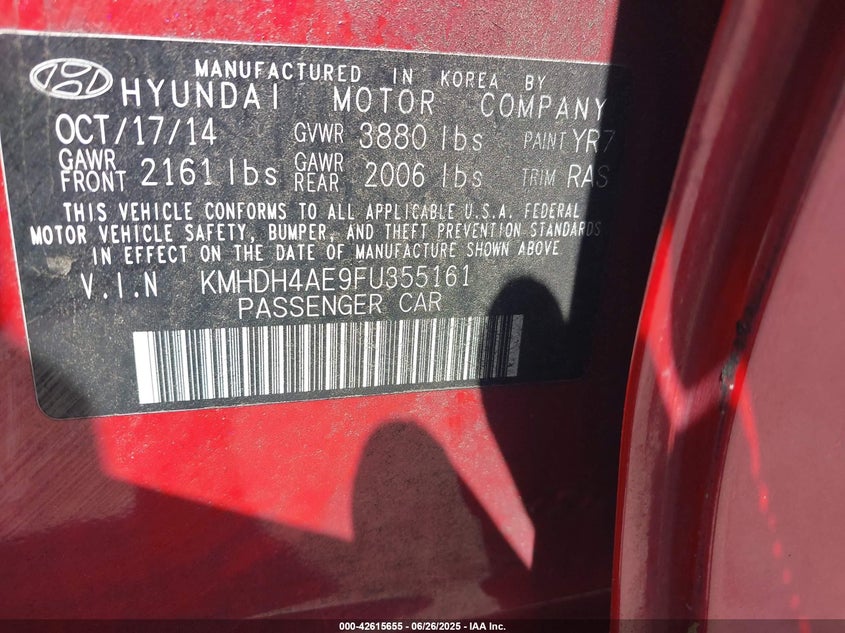 MANUFACTURED IN KOREA BY
HYUNDAI MOTOR COMPANY
OCT/17/14 GVWR 3880 lbs PAINT YR7
GAWR FRONT 2161 lbs GAWR REAR 2006 lbs TRIM RAS
THIS VEHICLE CONFORMS TO ALL APPLICABLE U.S.A. FEDERAL
MOTOR VEHICLE SAFETY, BUMPER, AND THEFT PREVENTION STANDARDS
IN EFFECT ON THE DATE OF MANUFACTURE SHOWN ABOVE
V.I.N KMHDH4AE9FU355161
PASSENGER CAR
000-42615655 - 06/26/2025 - IAA Inc.